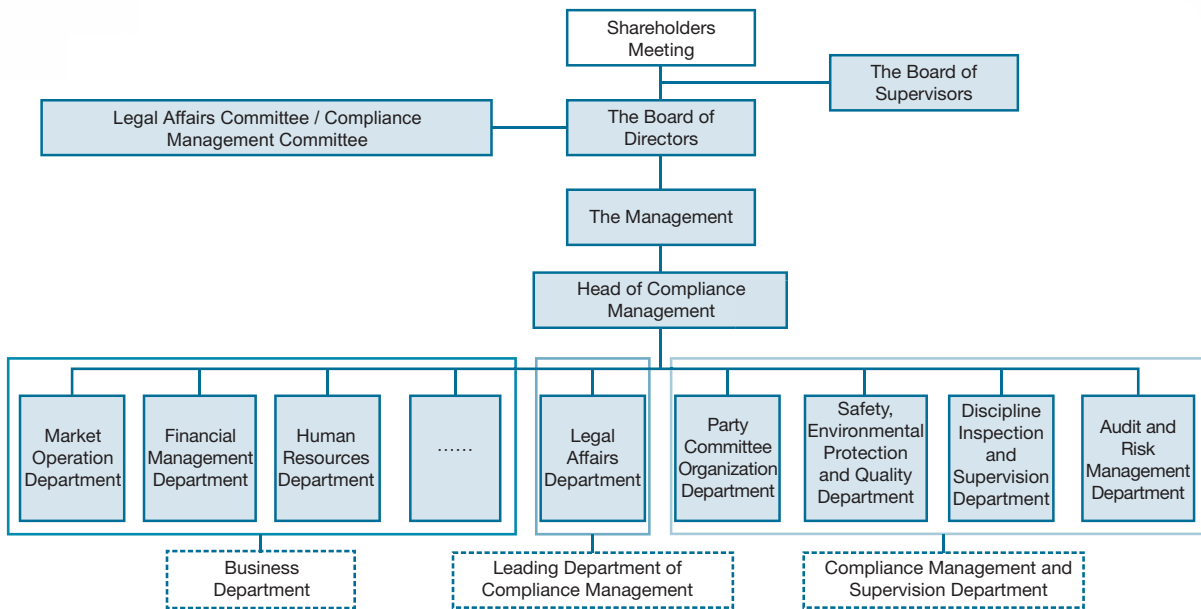 Shareholders
Meeting
The Board of
Supervisors
Legal Affairs Committee / Compliance
Management Committee
The Board of
Directors
The Management
Head of Compliance
Management
Market
Operation
Department
Financial
Management
Department
Human
Resources
Department
......
Legal
Affairs
Department
Party
Committee
Organization
Department
Safety,
Environmental
Protection
and Quality
Department
Discipline
Inspection
and
Supervision
Department
Audit and
Risk
Management
Department
Business
Department
Leading Department of
Compliance Management
Compliance Management and
Supervision Department